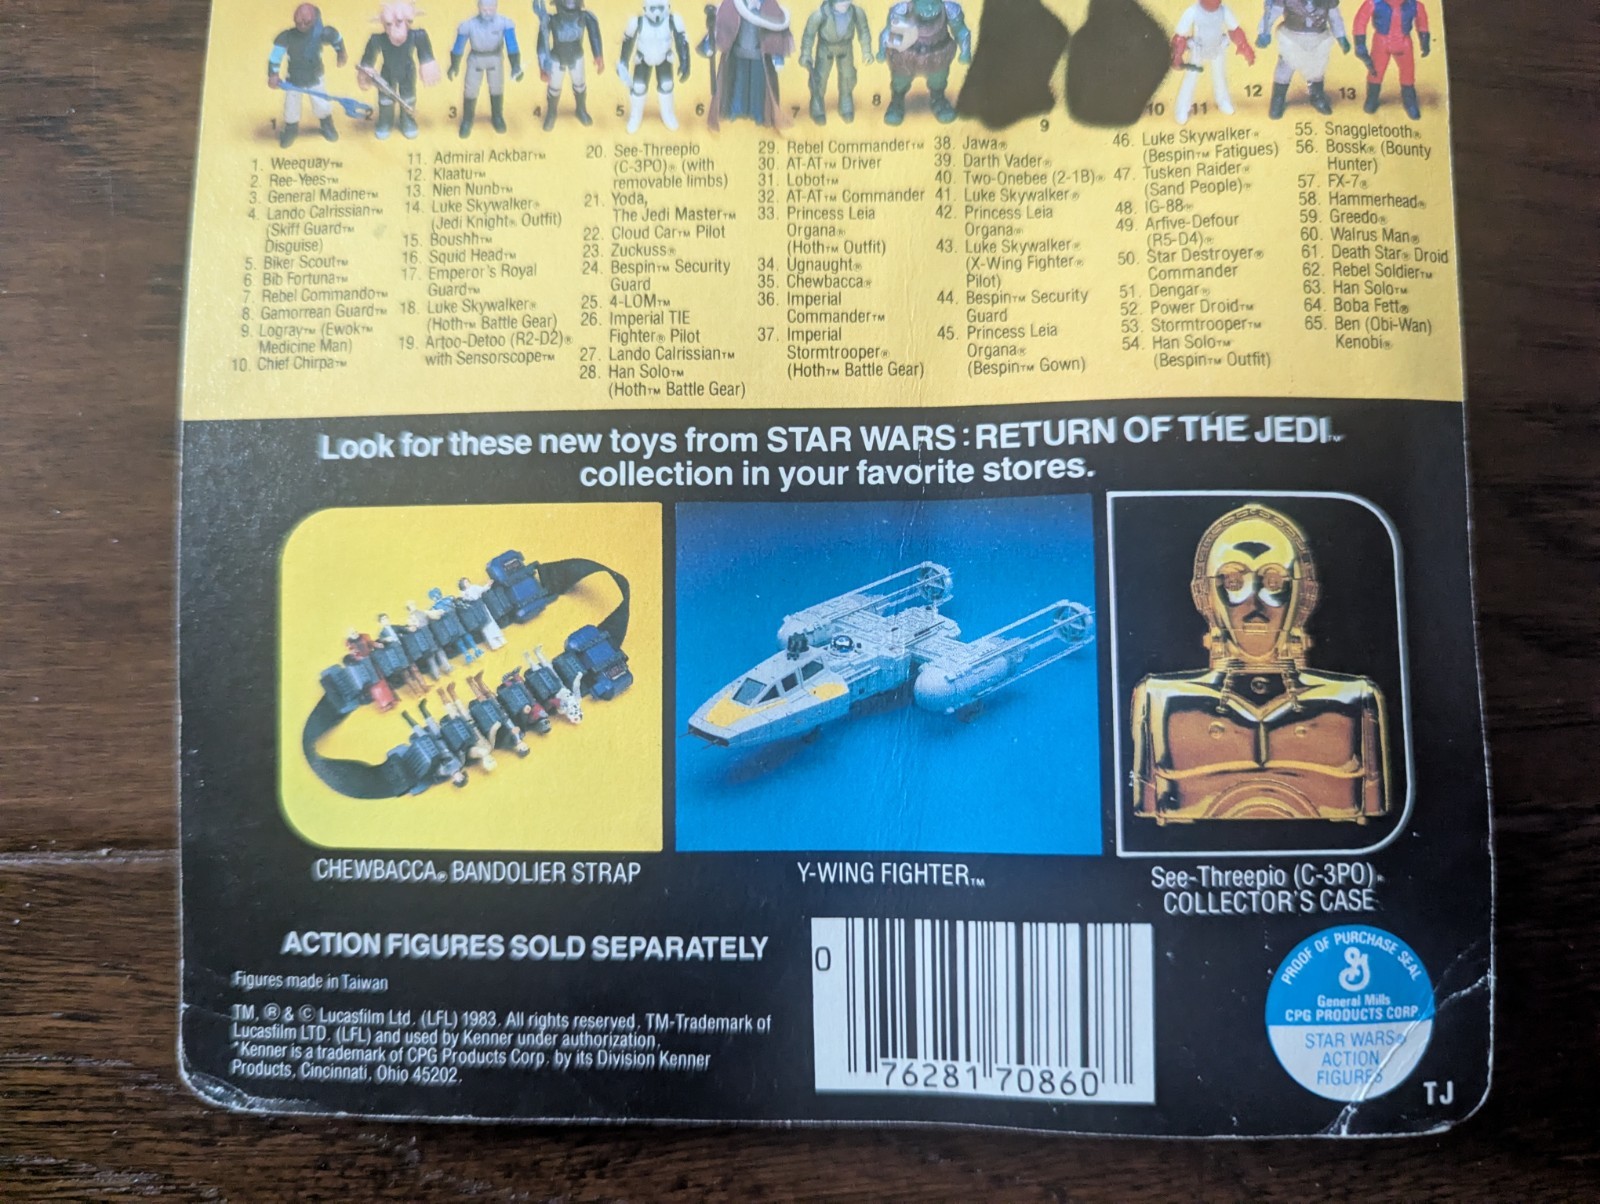 1
2
3
4
5
6
7
8
9
10
11
12
13
1. Weequay™
2. Ree-Yees™
3. General Madine™
4. Lando Calrissian™
(Skiff Guard™
Disguise)
5. Biker Scout™
6. Bib Fortuna™
7. Rebel Commando™
8. Gamorrean Guard™
9. Logray™ (Ewok™
Medicine Man)
10. Chief Chirpa™
11. Admiral Ackbar™
12. Klaatu™
13. Nien Nunb™
14. Luke Skywalker®
(Jedi Knight® Outfit)
15. Boushh™
16. Squid Head™
17. Emperor's Royal
Guard™
18. Luke Skywalker®
(Hoth™ Battle Gear)
19. Artoo-Detoo (R2-D2)®
with Sensorscope™
20. See-Threepio
(C-3PO)® (with
removable limbs)
21. Yoda,
The Jedi Master™
22. Cloud Car™ Pilot
23. Zuckuss®
24. Bespin™ Security
Guard
25. 4-LOM™
26. Imperial TIE
Fighter® Pilot
27. Lando Calrissian™
28. Han Solo™
(Hoth™ Battle Gear)
29. Rebel Commander™
30. AT-AT™ Driver
31. Lobot™
32. AT-AT™ Commander
33. Princess Leia
Organa®
(Hoth™ Outfit)
34. Ugnaught®
35. Chewbacca®
36. Imperial
Commander™
37. Imperial
Stormtrooper®
(Hoth™ Battle Gear)
38. Jawa®
39. Darth Vader®
40. Two-Onebee (2-1B)®
41. Luke Skywalker®
42. Princess Leia
Organa®
43. Luke Skywalker®
(X-Wing Fighter®
Pilot)
44. Bespin™ Security
Guard
45. Princess Leia
Organa®
(Bespin™ Gown)
46. Luke Skywalker®
(Bespin™ Fatigues)
47. Tusken Raider®
(Sand People)®
48. IG-88®
49. Arfive-Defour
(R5-D4)®
50. Star Destroyer®
Commander
51. Dengar®
52. Power Droid™
53. Stormtrooper™
54. Han Solo™
(Bespin™ Outfit)
55. Snaggletooth®
56. Bossk® (Bounty
Hunter)
57. FX-7®
58. Hammerhead®
59. Greedo®
60. Walrus Man®
61. Death Star® Droid
62. Rebel Soldier™
63. Han Solo™
64. Boba Fett®
65. Ben (Obi-Wan)
Kenobi®
Look for these new toys from STAR WARS : RETURN OF THE JEDI™
collection in your favorite stores.
CHEWBACCA® BANDOLIER STRAP
Y-WING FIGHTER™
See-Threepio (C-3PO)®
COLLECTOR'S CASE
ACTION FIGURES SOLD SEPARATELY
Figures made in Taiwan
TM, ® & © Lucasfilm Ltd. (LFL) 1983. All rights reserved. TM-Trademark of
Lucasfilm LTD. (LFL) and used by Kenner under authorization.
*Kenner is a trademark of CPG Products Corp. by its Division Kenner
Products, Cincinnati, Ohio 45202.
0
76281 70860
PROOF OF PURCHASE SEAL
G
General Mills
CPG PRODUCTS CORP.
STAR WARS®
ACTION
FIGURES
TJ